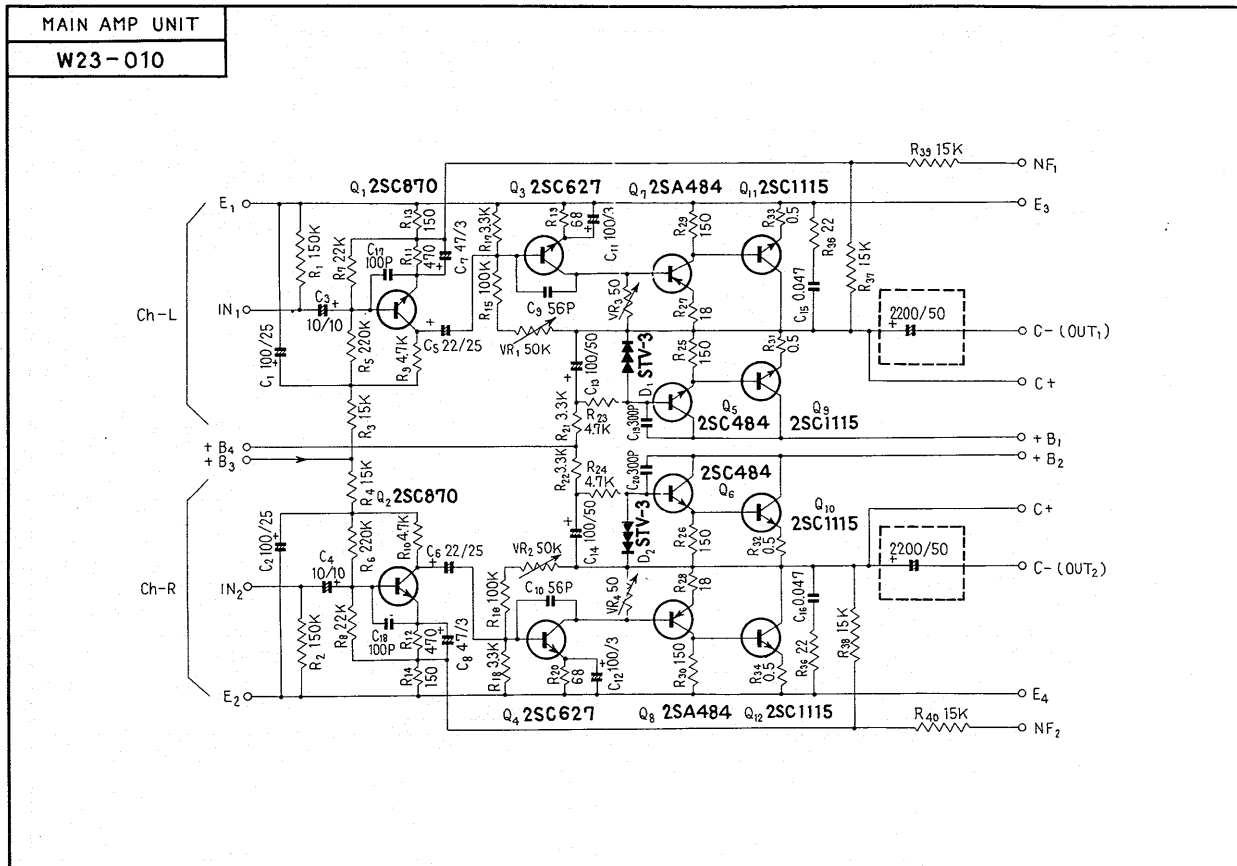 MAIN AMP UNIT
W23-010
R39 15K
NF1
Q1 2SC870
Q3 2SC627
Q7 2SA484
Q11 2SC1115
E1
E3
R13 150
R17 3.3K
R19 68
C11 100/3
R29 150
R33 0.5
R1 150K
R7 22K
C17 100P
R11 470
C7 47/3
R15 100K
R36 22
R37 15K
IN1
C3 + 10/10
C9 56P
VR3 50
R27 18
C15 0.047
2200/50
+
Ch-L
C1 100/25 +
R5 220K
R9 4.7K
+ C5 22/25
VR1 50K
C13 100/50 +
D1 STV-3
R25 150
R31 0.5
C- (OUT1)
C+
R3 15K
R21 3.3K
R23 4.7K
C19 300P
Q5
2SC484
Q9
2SC1115
+ B4
+ B3
+ B1
+ B2
R4 15K
R22 3.3K
R24 4.7K
C20 300P
2SC484
Q6
Q2 2SC870
Q10
2SC1115
C2 100/25 +
R6 220K
R10 4.7K
C6 22/25 +
C14 100/50 +
D2 STV-3
R26 150
R32 0.5
C+
2200/50
+
Ch-R
IN2
C4 10/10 +
VR2 50K
C10 56P
VR4 50
R28 18
C16 0.047
C- (OUT2)
R2 150K
R8 22K
C18 100P
R12 470
C8 47/3 +
R16 100K
R18 3.3K
R20 68
C12 100/3 +
R30 150
R34 0.5
R36 22
R38 15K
R14 150
E2
E4
Q4 2SC627
Q8 2SA484
Q12 2SC1115
R40 15K
NF2